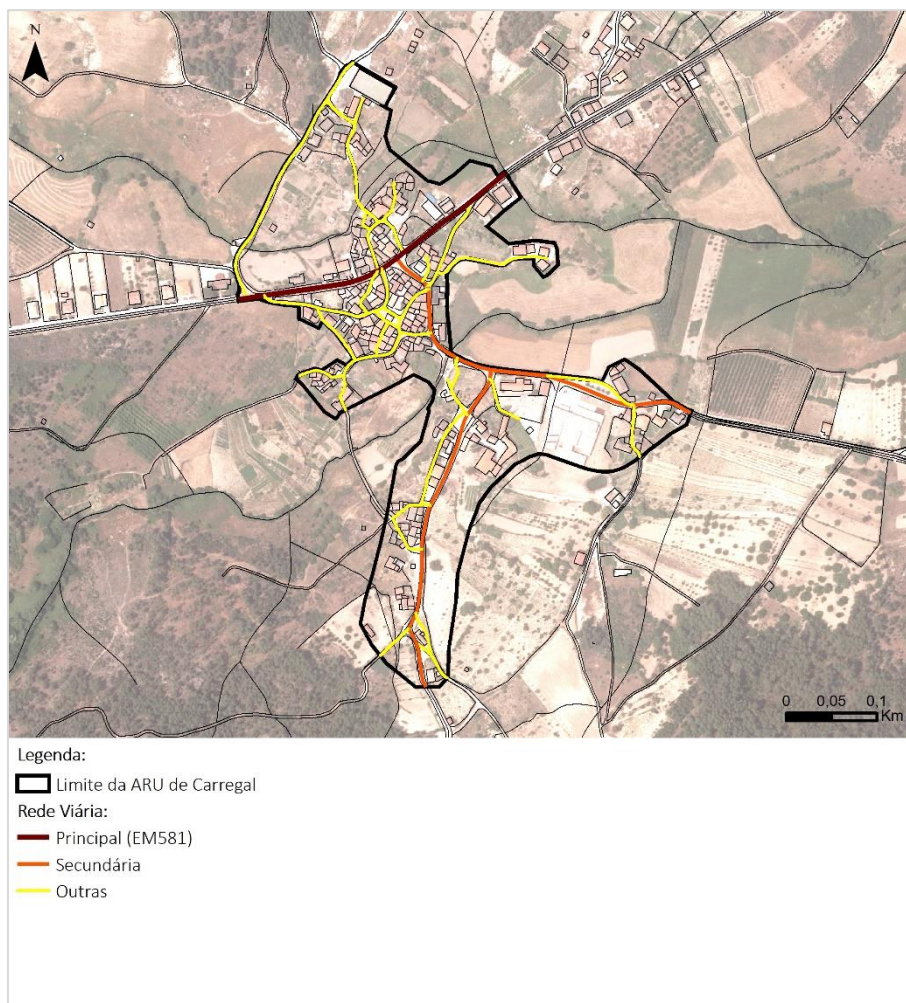 N
0 0,05 0,1
Km
Legenda:
Limite da ARU de Carregal
Rede Viária:
Principal (EM581)
Secundária
Outras